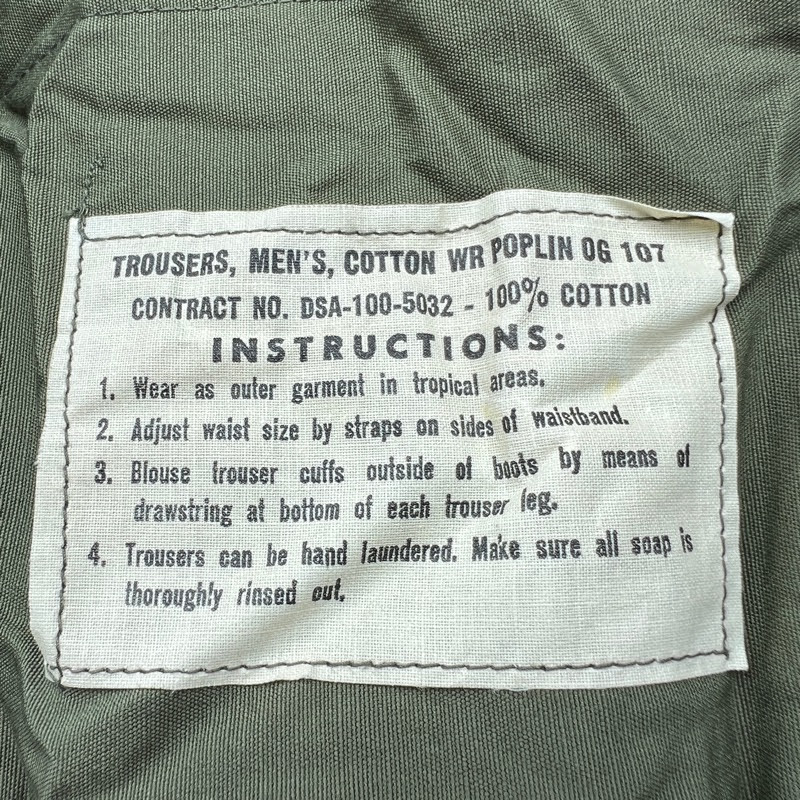 TROUSERS, MEN'S, COTTON WR POPLIN OG 107
CONTRACT NO. DSA-100-5032 - 100% COTTON
INSTRUCTIONS:
1. Wear as outer garment in tropical areas.
2. Adjust waist size by straps on sides of waistband.
3. Blouse trouser cuffs outside of boots by means of
drawstring at bottom of each trouser leg.
4. Trousers can be hand laundered. Make sure all soap is
thoroughly rinsed out.